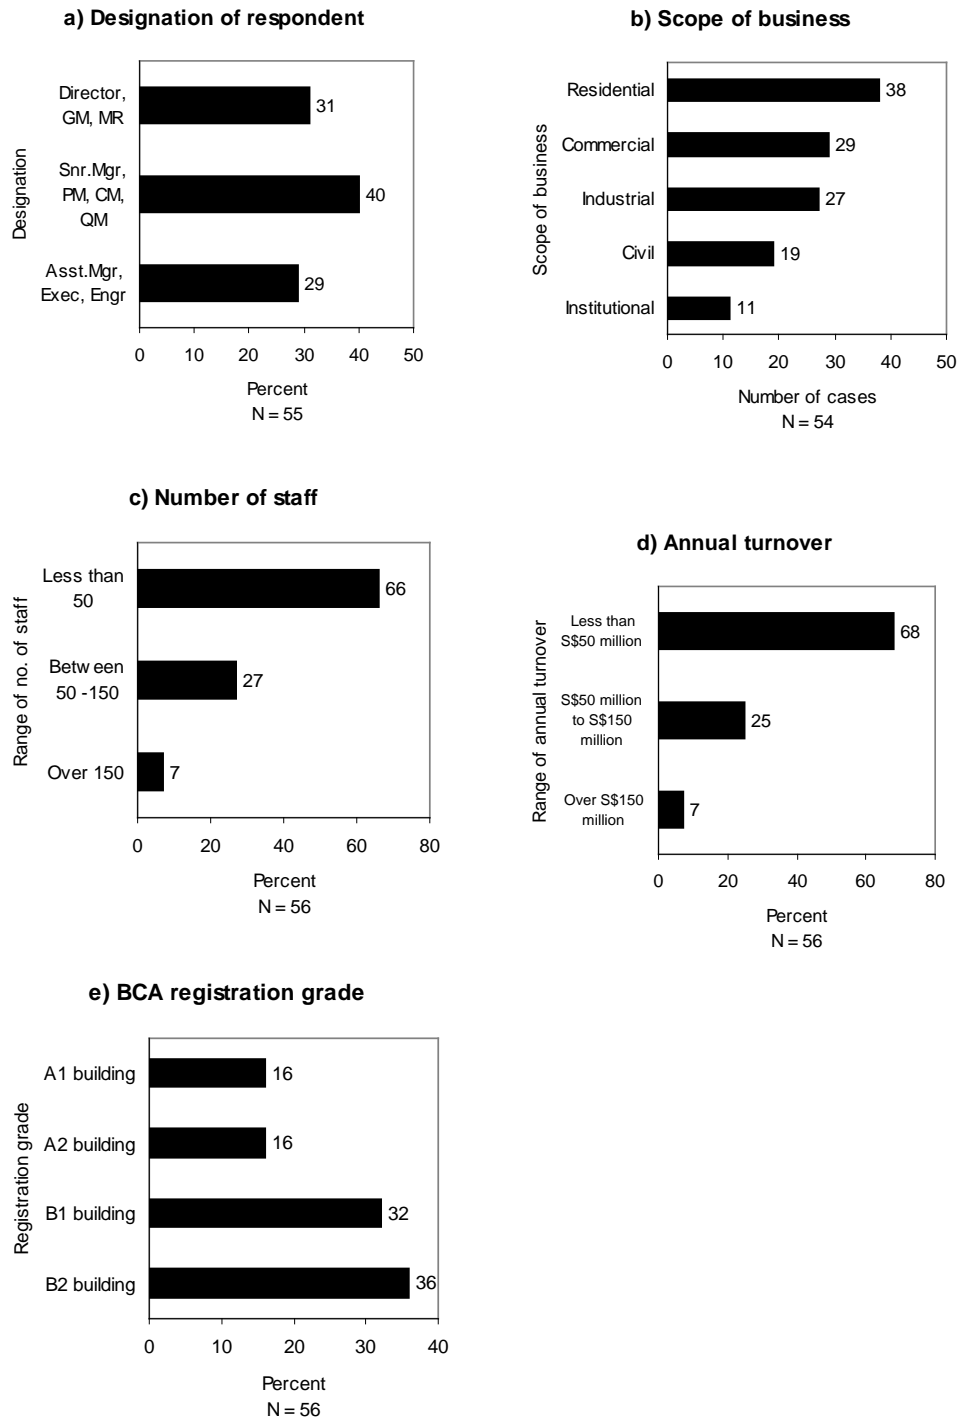 a) Designation of respondent
Designation
Director,
GM, MR
31
Snr.Mgr,
PM, CM,
QM
40
Asst.Mgr,
Exec, Engr
29
0 10 20 30 40 50
Percent
N = 55
b) Scope of business
Scope of business
Residential 38
Commercial 29
Industrial 27
Civil 19
Institutional 11
0 10 20 30 40 50
Number of cases
N = 54
c) Number of staff
Range of no. of staff
Less than
50
66
Between
50 -150
27
Over 150 7
0 20 40 60 80
Percent
N = 56
d) Annual turnover
Range of annual turnover
Less than
S$50 million
68
S$50 million
to S$150
million
25
Over S$150
million
7
0 20 40 60 80
Percent
N = 56
e) BCA registration grade
Registration grade
A1 building 16
A2 building 16
B1 building 32
B2 building 36
0 10 20 30 40
Percent
N = 56